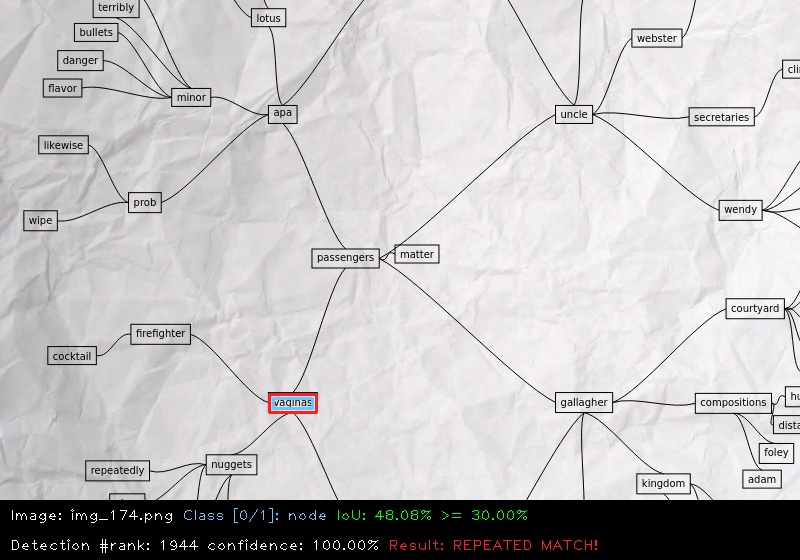 terribly
lotus
bullets
webster
danger
clin
flavor
minor
apa
uncle
secretaries
likewise
prob
wendy
wipe
passengers
matter
courtyard
firefighter
cocktail
vaginas
gallagher
compositions
hu
dista
foley
repeatedly
nuggets
adam
kingdom
Image: img_174.png Class [0/1]: node IoU: 48.08% >= 30.00%
Detection #rank: 1944 confidence: 100.00% Result: REPEATED MATCH!